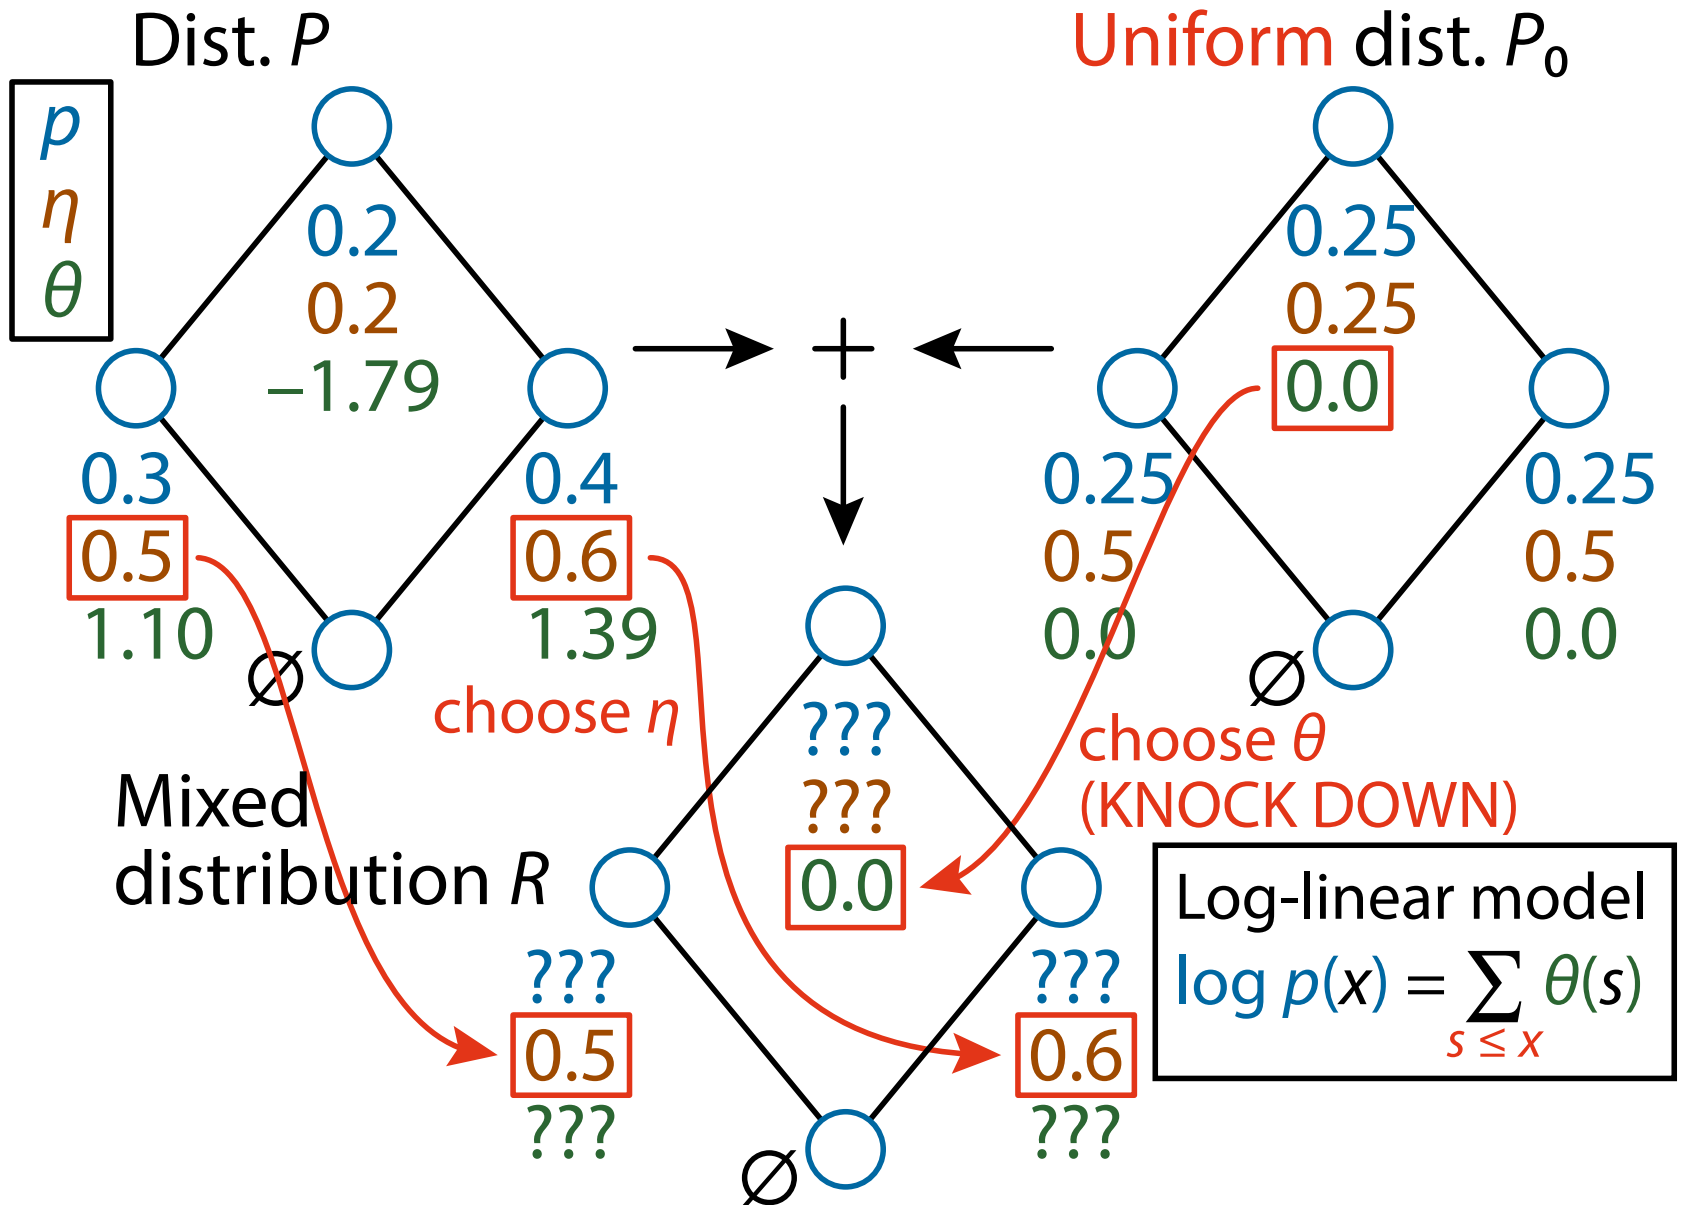 Dist. P
Uniform dist. P₀
p
η
θ
0.2
0.2
–1.79
0.3
0.5
1.10
0.4
0.6
1.39
∅
+
0.25
0.25
0.0
0.25
0.5
0.0
0.25
0.5
0.0
∅
choose η
choose θ
(KNOCK DOWN)
Mixed
distribution R
???
???
0.0
???
0.5
???
???
0.6
???
∅
Log-linear model
log p(x) = ∑ θ(s)
s ≤ x